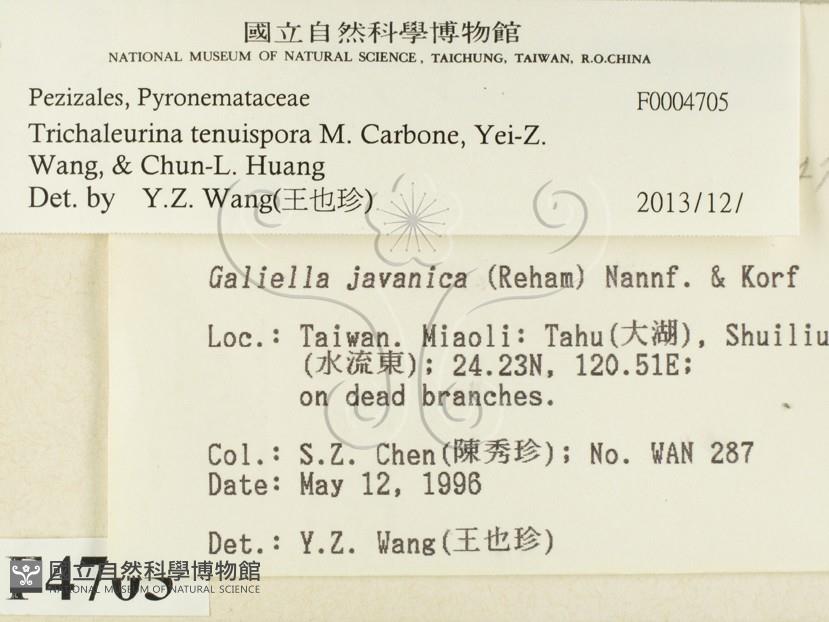 國立自然科學博物館
NATIONAL MUSEUM OF NATURAL SCIENCE, TAICHUNG, TAIWAN, R.O.CHINA
Pezizales, Pyronemataceae F0004705
Trichaleurina tenuispora M. Carbone, Yei-Z.
Wang, & Chun-L. Huang
Det. by Y.Z. Wang(王也珍) 2013/12/
Galiella javanica (Reham) Nannf. & Korf
Loc.: Taiwan. Miaoli: Tahu(大湖), Shuiliu
(水流東); 24.23N, 120.51E;
on dead branches.
Col.: S.Z. Chen(陳秀珍); No. WAN 287
Date: May 12, 1996
Det.: Y.Z. Wang(王也珍)
F4705
國立自然科學博物館
NATIONAL MUSEUM OF NATURAL SCIENCE